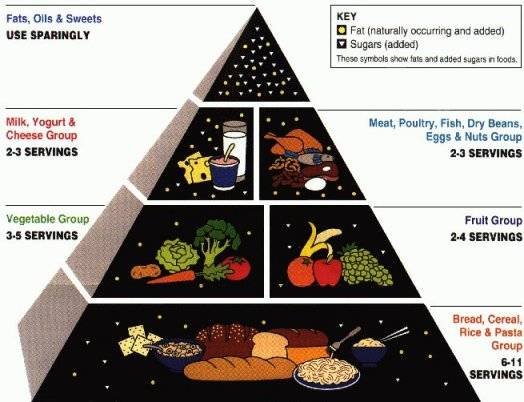 Fats, Oils & Sweets
USE SPARINGLY
KEY
Fat (naturally occurring and added)
Sugars (added)
These symbols show fats and added sugars in foods.
Milk, Yogurt &
Cheese Group
2-3 SERVINGS
Meat, Poultry, Fish, Dry Beans,
Eggs & Nuts Group
2-3 SERVINGS
Vegetable Group
3-5 SERVINGS
Fruit Group
2-4 SERVINGS
Bread, Cereal,
Rice & Pasta
Group
6-11
SERVINGS